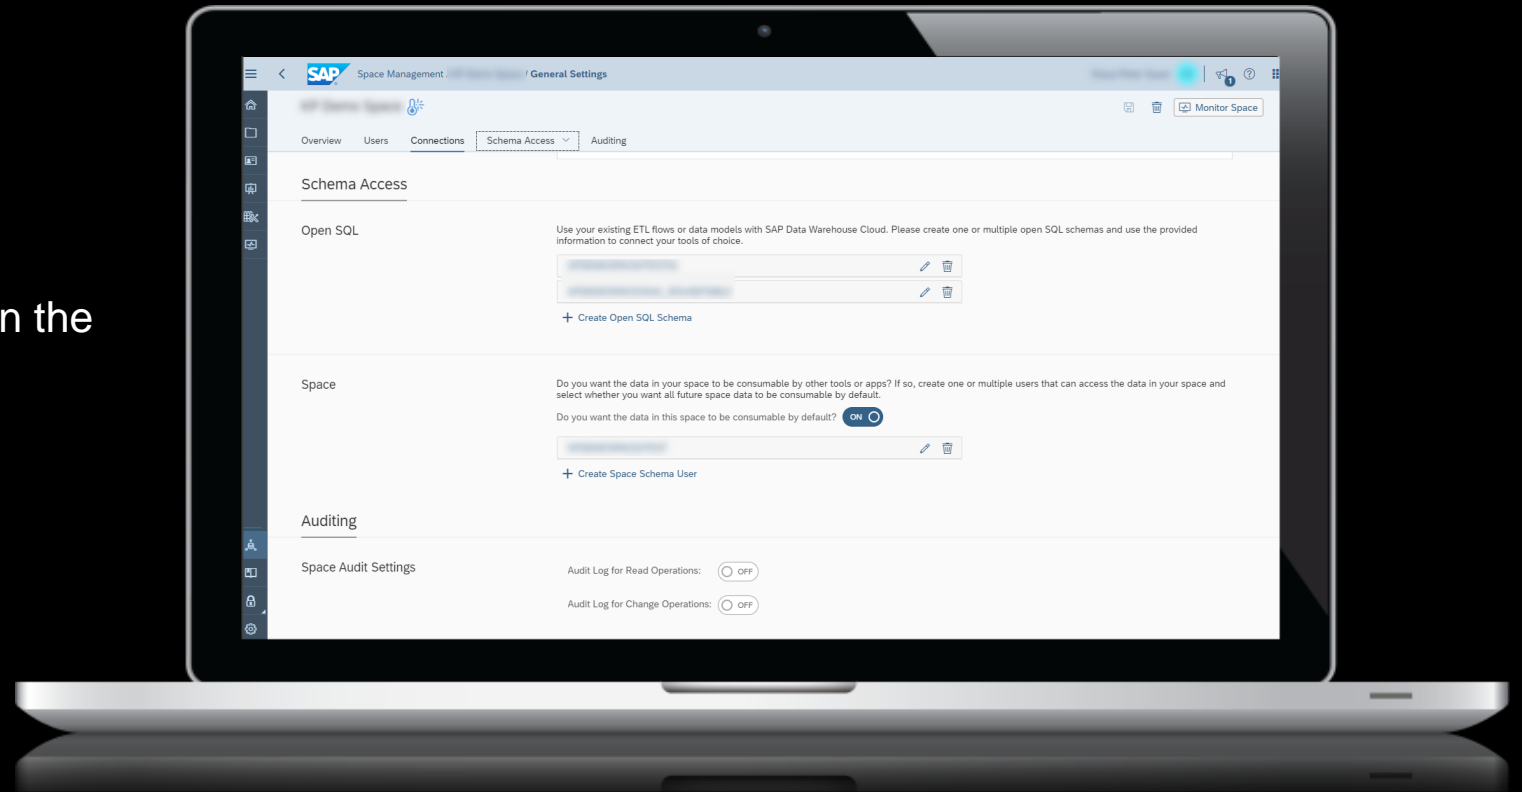 n the
SAP
Space Management / / General Settings
1
Monitor Space
Overview Users Connections Schema Access Auditing
Schema Access
Open SQL
Use your existing ETL flows or data models with SAP Data Warehouse Cloud. Please create one or multiple open SQL schemas and use the provided
information to connect your tools of choice.
+ Create Open SQL Schema
Space
Do you want the data in your space to be consumable by other tools or apps? If so, create one or multiple users that can access the data in your space and
select whether you want all future space data to be consumable by default.
Do you want the data in this space to be consumable by default? ON
+ Create Space Schema User
Auditing
Space Audit Settings
Audit Log for Read Operations: OFF
Audit Log for Change Operations: OFF